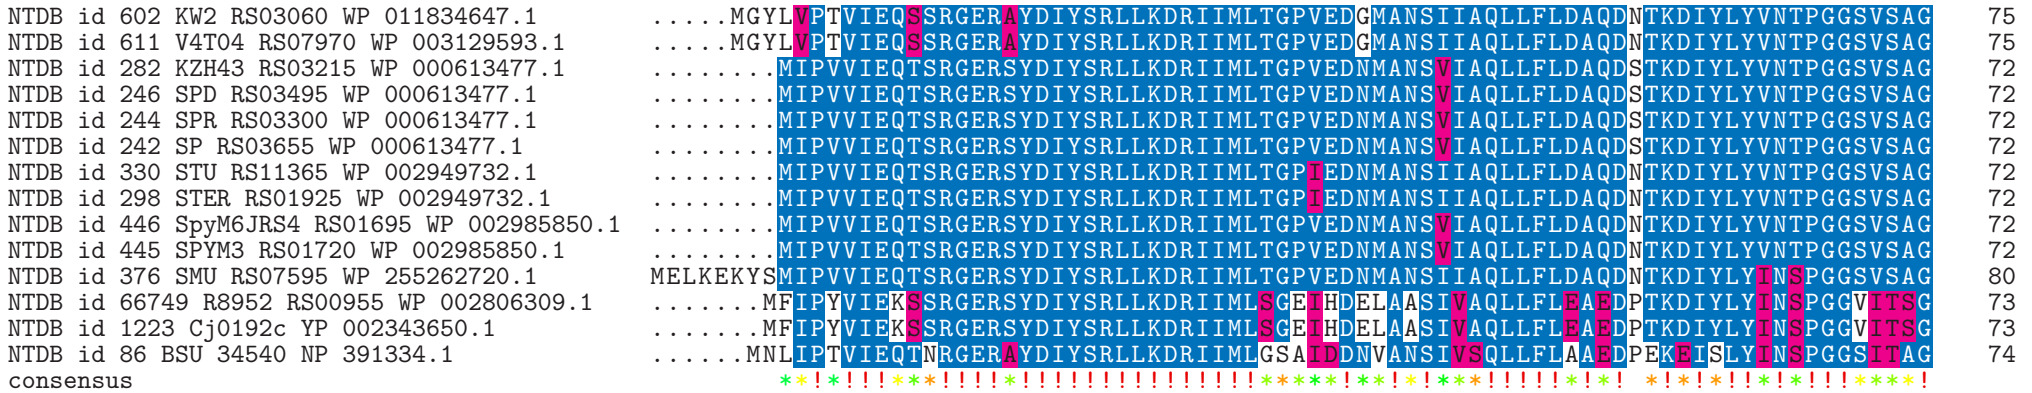 NTDB id 602 KW2 RS03060 WP 011834647.1 .....MGYLVPTVIEQSSRGERAYDIYSRLLKDRIIMLTGPVEDGMANSIIAQLLFLDAQDNTKDIYLYVNTPGGSVSAG 75
NTDB id 611 V4T04 RS07970 WP 003129593.1 .....MGYLVPTVIEQSSRGERAYDIYSRLLKDRIIMLTGPVEDGMANSIIAQLLFLDAQDNTKDIYLYVNTPGGSVSAG 75
NTDB id 282 KZH43 RS03215 WP 000613477.1 ........MIPVVIEQTSRGERSYDIYSRLLKDRIIMLTGPVEDNMANSVIAQLLFLDAQDSTKDIYLYVNTPGGSVSAG 72
NTDB id 246 SPD RS03495 WP 000613477.1 ........MIPVVIEQTSRGERSYDIYSRLLKDRIIMLTGPVEDNMANSVIAQLLFLDAQDSTKDIYLYVNTPGGSVSAG 72
NTDB id 244 SPR RS03300 WP 000613477.1 ........MIPVVIEQTSRGERSYDIYSRLLKDRIIMLTGPVEDNMANSVIAQLLFLDAQDSTKDIYLYVNTPGGSVSAG 72
NTDB id 242 SP RS03655 WP 000613477.1 ........MIPVVIEQTSRGERSYDIYSRLLKDRIIMLTGPVEDNMANSVIAQLLFLDAQDSTKDIYLYVNTPGGSVSAG 72
NTDB id 330 STU RS11365 WP 002949732.1 ........MIPVVIEQTSRGERSYDIYSRLLKDRIIMLTGPIEDNMANSIIAQLLFLDAQDNTKDIYLYVNTPGGSVSAG 72
NTDB id 298 STER RS01925 WP 002949732.1 ........MIPVVIEQTSRGERSYDIYSRLLKDRIIMLTGPIEDNMANSIIAQLLFLDAQDNTKDIYLYVNTPGGSVSAG 72
NTDB id 446 SpyM6JRS4 RS01695 WP 002985850.1 ........MIPVVIEQTSRGERSYDIYSRLLKDRIIMLTGPVEDNMANSVIAQLLFLDAQDNTKDIYLYVNTPGGSVSAG 72
NTDB id 445 SPYM3 RS01720 WP 002985850.1 ........MIPVVIEQTSRGERSYDIYSRLLKDRIIMLTGPVEDNMANSVIAQLLFLDAQDNTKDIYLYVNTPGGSVSAG 72
NTDB id 376 SMU RS07595 WP 255262720.1 MELKEKYSMIPVVIEQTSRGERSYDIYSRLLKDRIIMLTGPVEDNMANSIIAQLLFLDAQDNTKDIYLYINSPGGSVSAG 80
NTDB id 66749 R8952 RS00955 WP 002806309.1 .......MFIPYVIEKSSRGERSYDIYSRLLKDRIIMLSGEIHDELAASIVAQLLFLEAEDPTKDIYLYINSPGGVITSG 73
NTDB id 1223 Cj0192c YP 002343650.1 .......MFIPYVIEKSSRGERSYDIYSRLLKDRIIMLSGEIHDELAASIVAQLLFLEAEDPTKDIYLYINSPGGVITSG 73
NTDB id 86 BSU 34540 NP 391334.1 ......MNLIPTVIEQTNRGERAYDIYSRLLKDRIIMLGSAIDDNVANSIVSQLLFLAAEDPEKEISLYINSPGGSITAG 74
consensus **!*!!!***!!!!*!!!!!!!!!!!!!!!*****!**!*!***!!!!!*!*! *!*!*!!*!*!!!****!